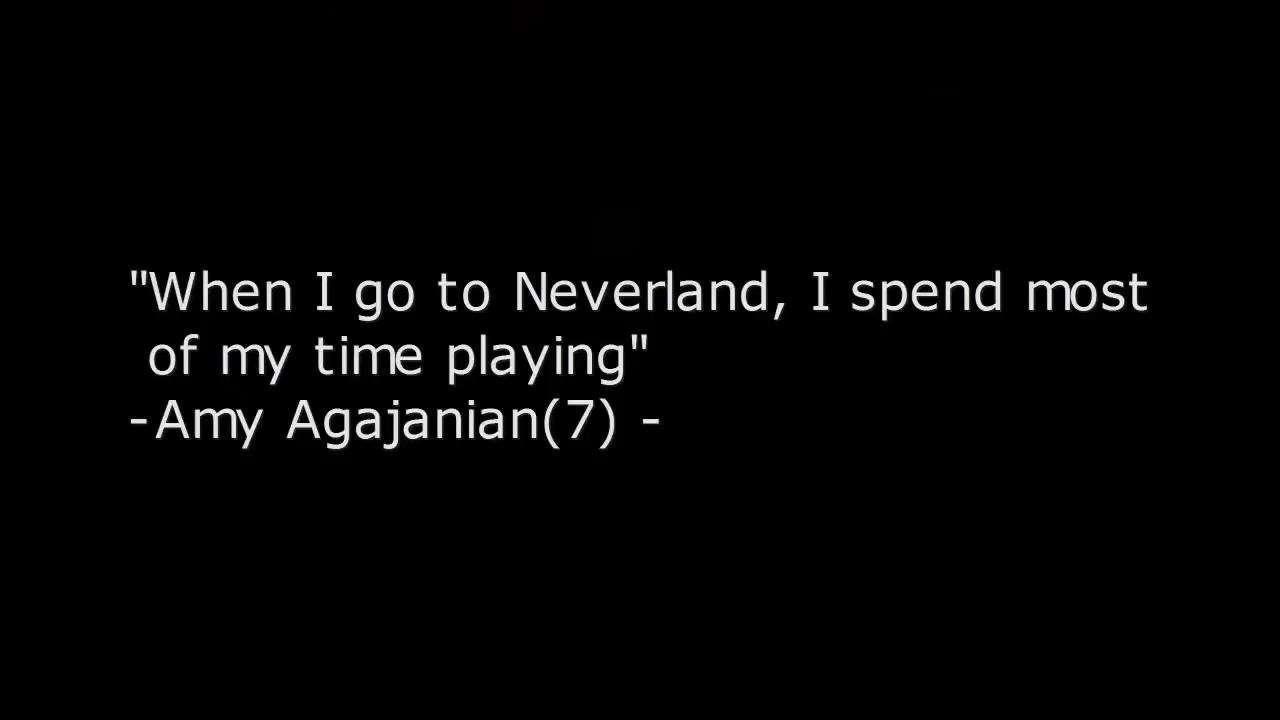 "When I go to Neverland, I spend most
of my time playing"
-Amy Agajanian(7) -